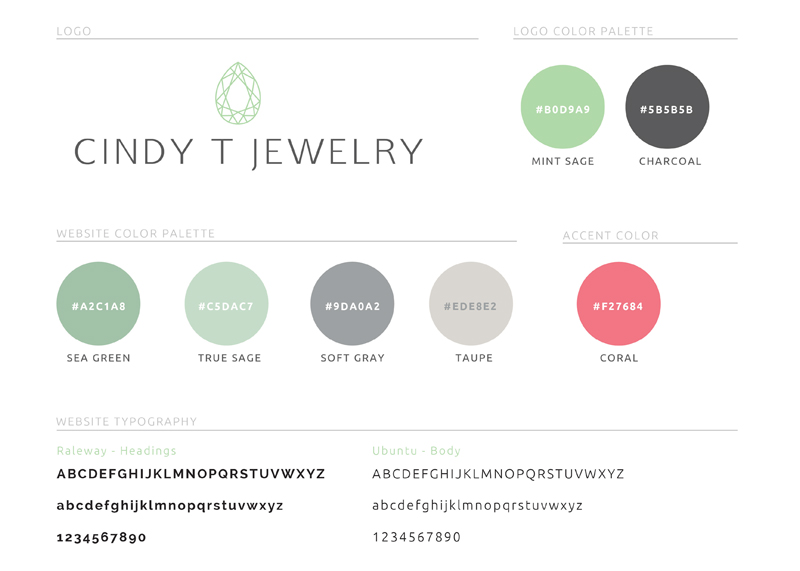 LOGO
CINDY T JEWELRY
LOGO COLOR PALETTE
#B0D9A9
#5B5B5B
MINT SAGE
CHARCOAL
WEBSITE COLOR PALETTE
#A2C1A8
#C5DAC7
#9DA0A2
#EDE8E2
SEA GREEN
TRUE SAGE
SOFT GRAY
TAUPE
ACCENT COLOR
#F27684
CORAL
WEBSITE TYPOGRAPHY
Raleway - Headings
ABCDEFGHIJKLMNOPQRSTUVWXYZ
abcdefghijklmnopqrstuvwxyz
1234567890
Ubuntu - Body
ABCDEFGHIJKLMNOPQRSTUVWXYZ
abcdefghijklmnopqrstuvwxyz
1234567890